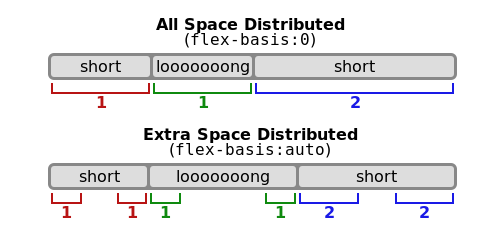 All Space Distributed
(flex-basis:0)
short looooooong short
1 1 2
Extra Space Distributed
(flex-basis:auto)
short looooooong short
1 1 1 1 2 2